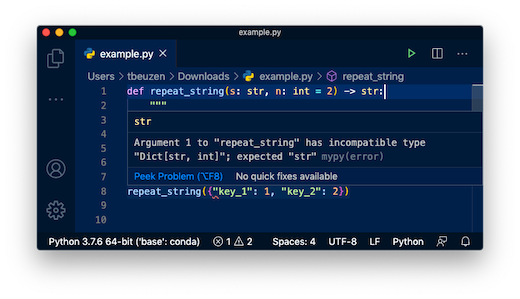 example.py
example.py
Users > tbeuzen > Downloads > example.py > repeat_string
1 def repeat_string(s: str, n: int = 2) -> str:
2 """
3 str
4
5 Argument 1 to "repeat_string" has incompatible type
6 "Dict[str, int]"; expected "str" mypy(error)
7 Peek Problem (⌥F8) No quick fixes available
8 repeat_string({"key_1": 1, "key_2": 2})
9
10
Python 3.7.6 64-bit ('base': conda) 1 2 Spaces: 4 UTF-8 LF Python